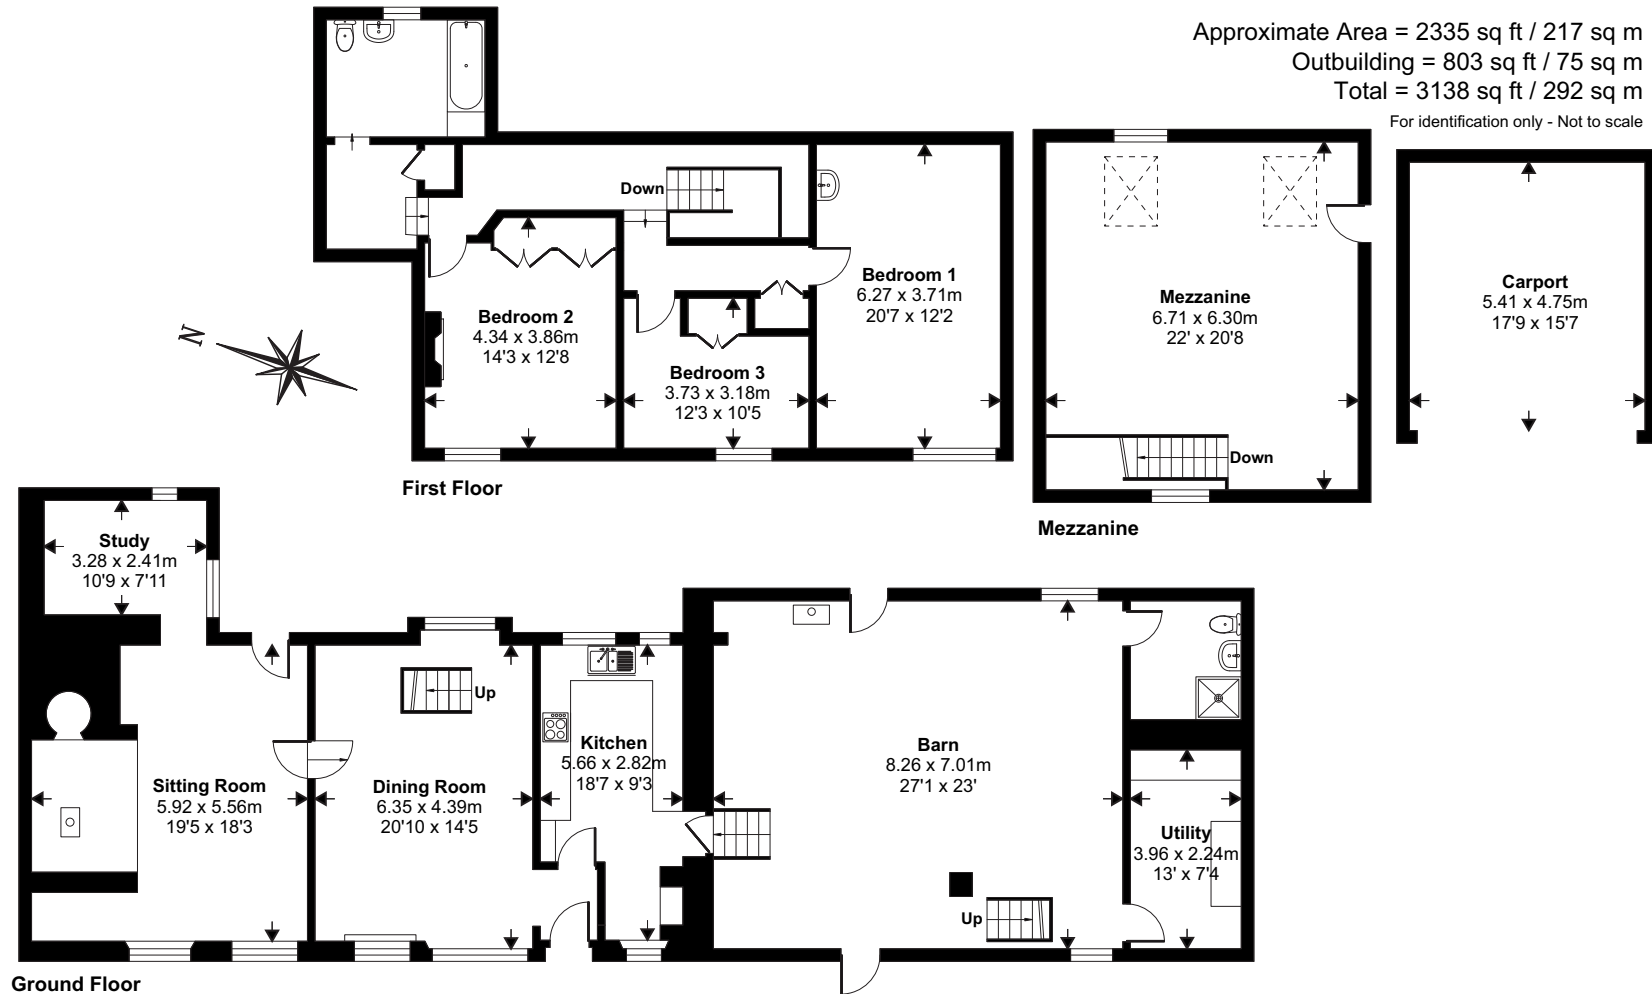 Approximate Area = 2335 sq ft / 217 sq m
Outbuilding = 803 sq ft / 75 sq m
Total = 3138 sq ft / 292 sq m
For identification only - Not to scale
Down
Bedroom 1
6.27 x 3.71m
20'7 x 12'2
Bedroom 2
4.34 x 3.86m
14'3 x 12'8
Bedroom 3
3.73 x 3.18m
12'3 x 10'5
First Floor
N
Mezzanine
6.71 x 6.30m
22' x 20'8
Down
Mezzanine
Carport
5.41 x 4.75m
17'9 x 15'7
Study
3.28 x 2.41m
10'9 x 7'11
Sitting Room
5.92 x 5.56m
19'5 x 18'3
Up
Dining Room
6.35 x 4.39m
20'10 x 14'5
Kitchen
5.66 x 2.82m
18'7 x 9'3
Barn
8.26 x 7.01m
27'1 x 23'
Up
Utility
3.96 x 2.24m
13' x 7'4
Ground Floor